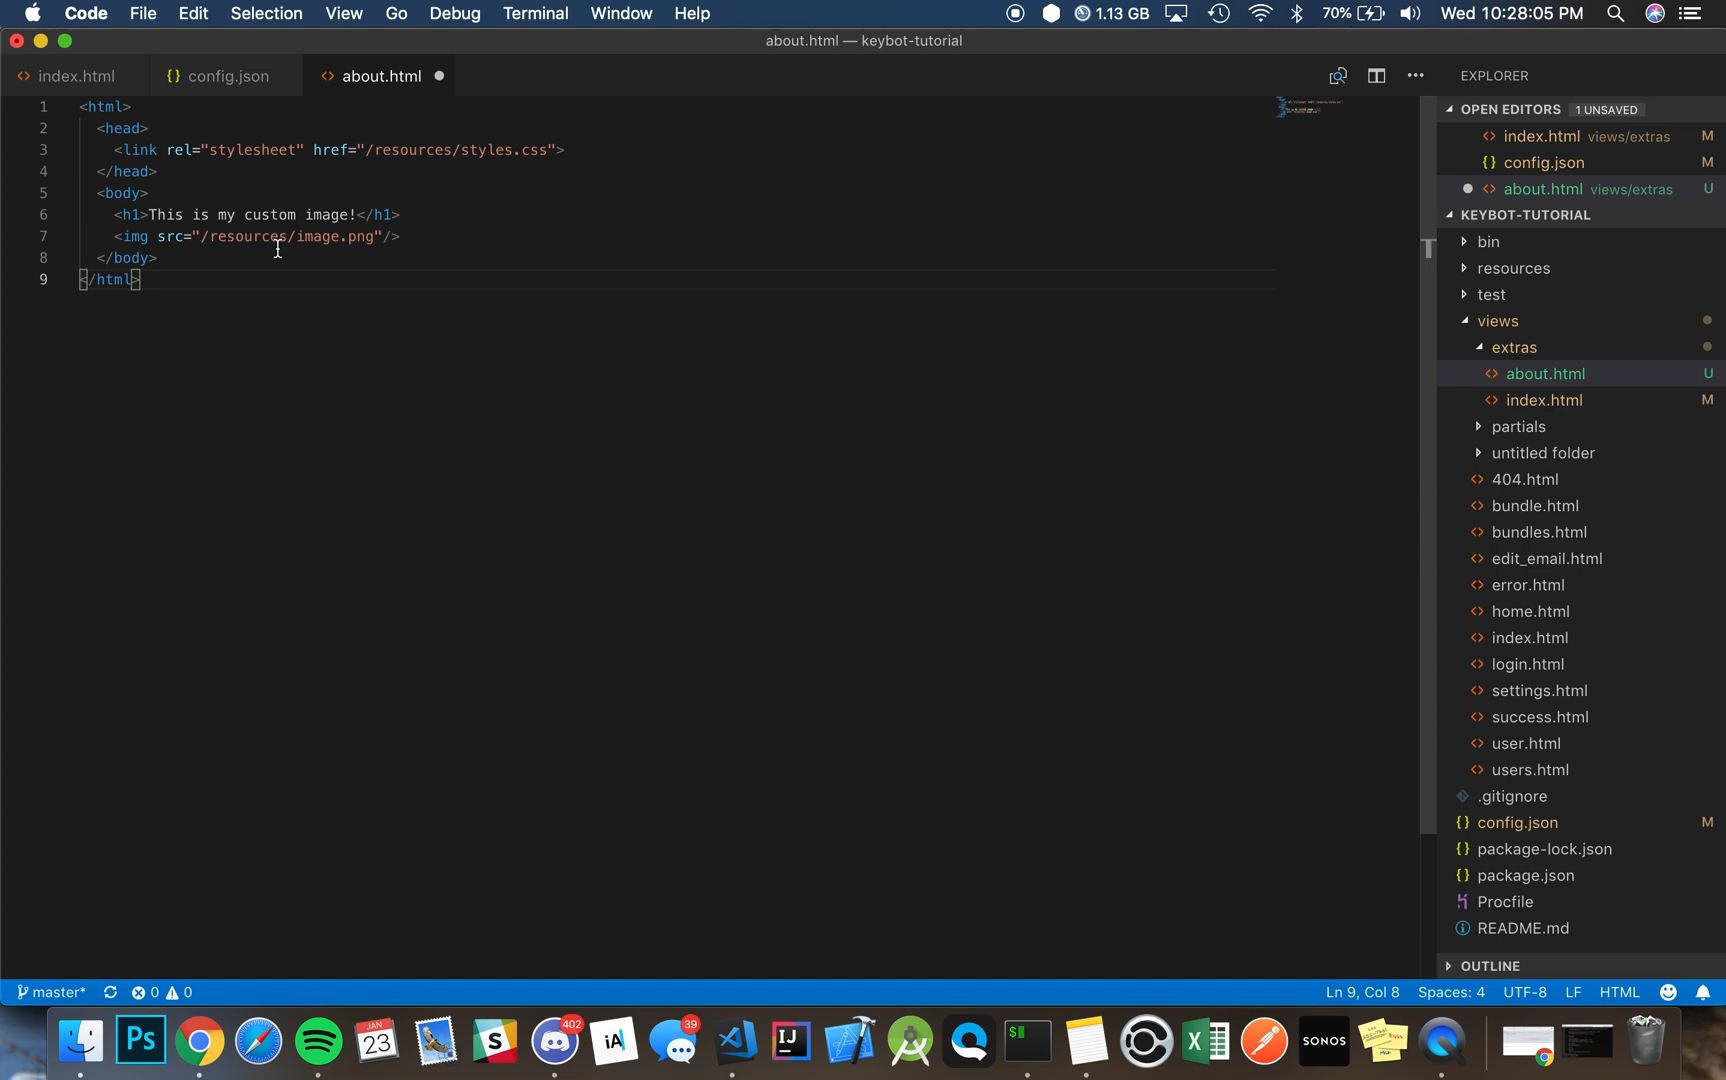 Code File Edit Selection View Go Debug Terminal Window Help 1.13 GB 70% Wed 10:28:05 PM
about.html — keybot-tutorial
index.html {} config.json about.html EXPLORER
OPEN EDITORS 1 UNSAVED
index.html views/extras M
{} config.json M
about.html views/extras U
1 <html>
2 <head>
3 <link rel="stylesheet" href="/resources/styles.css">
4 </head>
5 <body>
6 <h1>This is my custom image!</h1>
7 <img src="/resources/image.png"/>
8 </body>
9 </html>
KEYBOT-TUTORIAL
bin
resources
test
views
extras
about.html U
index.html M
partials
untitled folder
404.html
bundle.html
bundles.html
edit_email.html
error.html
home.html
index.html
login.html
settings.html
success.html
user.html
users.html
.gitignore
{} config.json M
{} package-lock.json
{} package.json
Procfile
README.md
OUTLINE
master* 0 0 Ln 9, Col 8 Spaces: 4 UTF-8 LF HTML
Ps JAN 23 S 402 iA 39 IJ $ SONOS